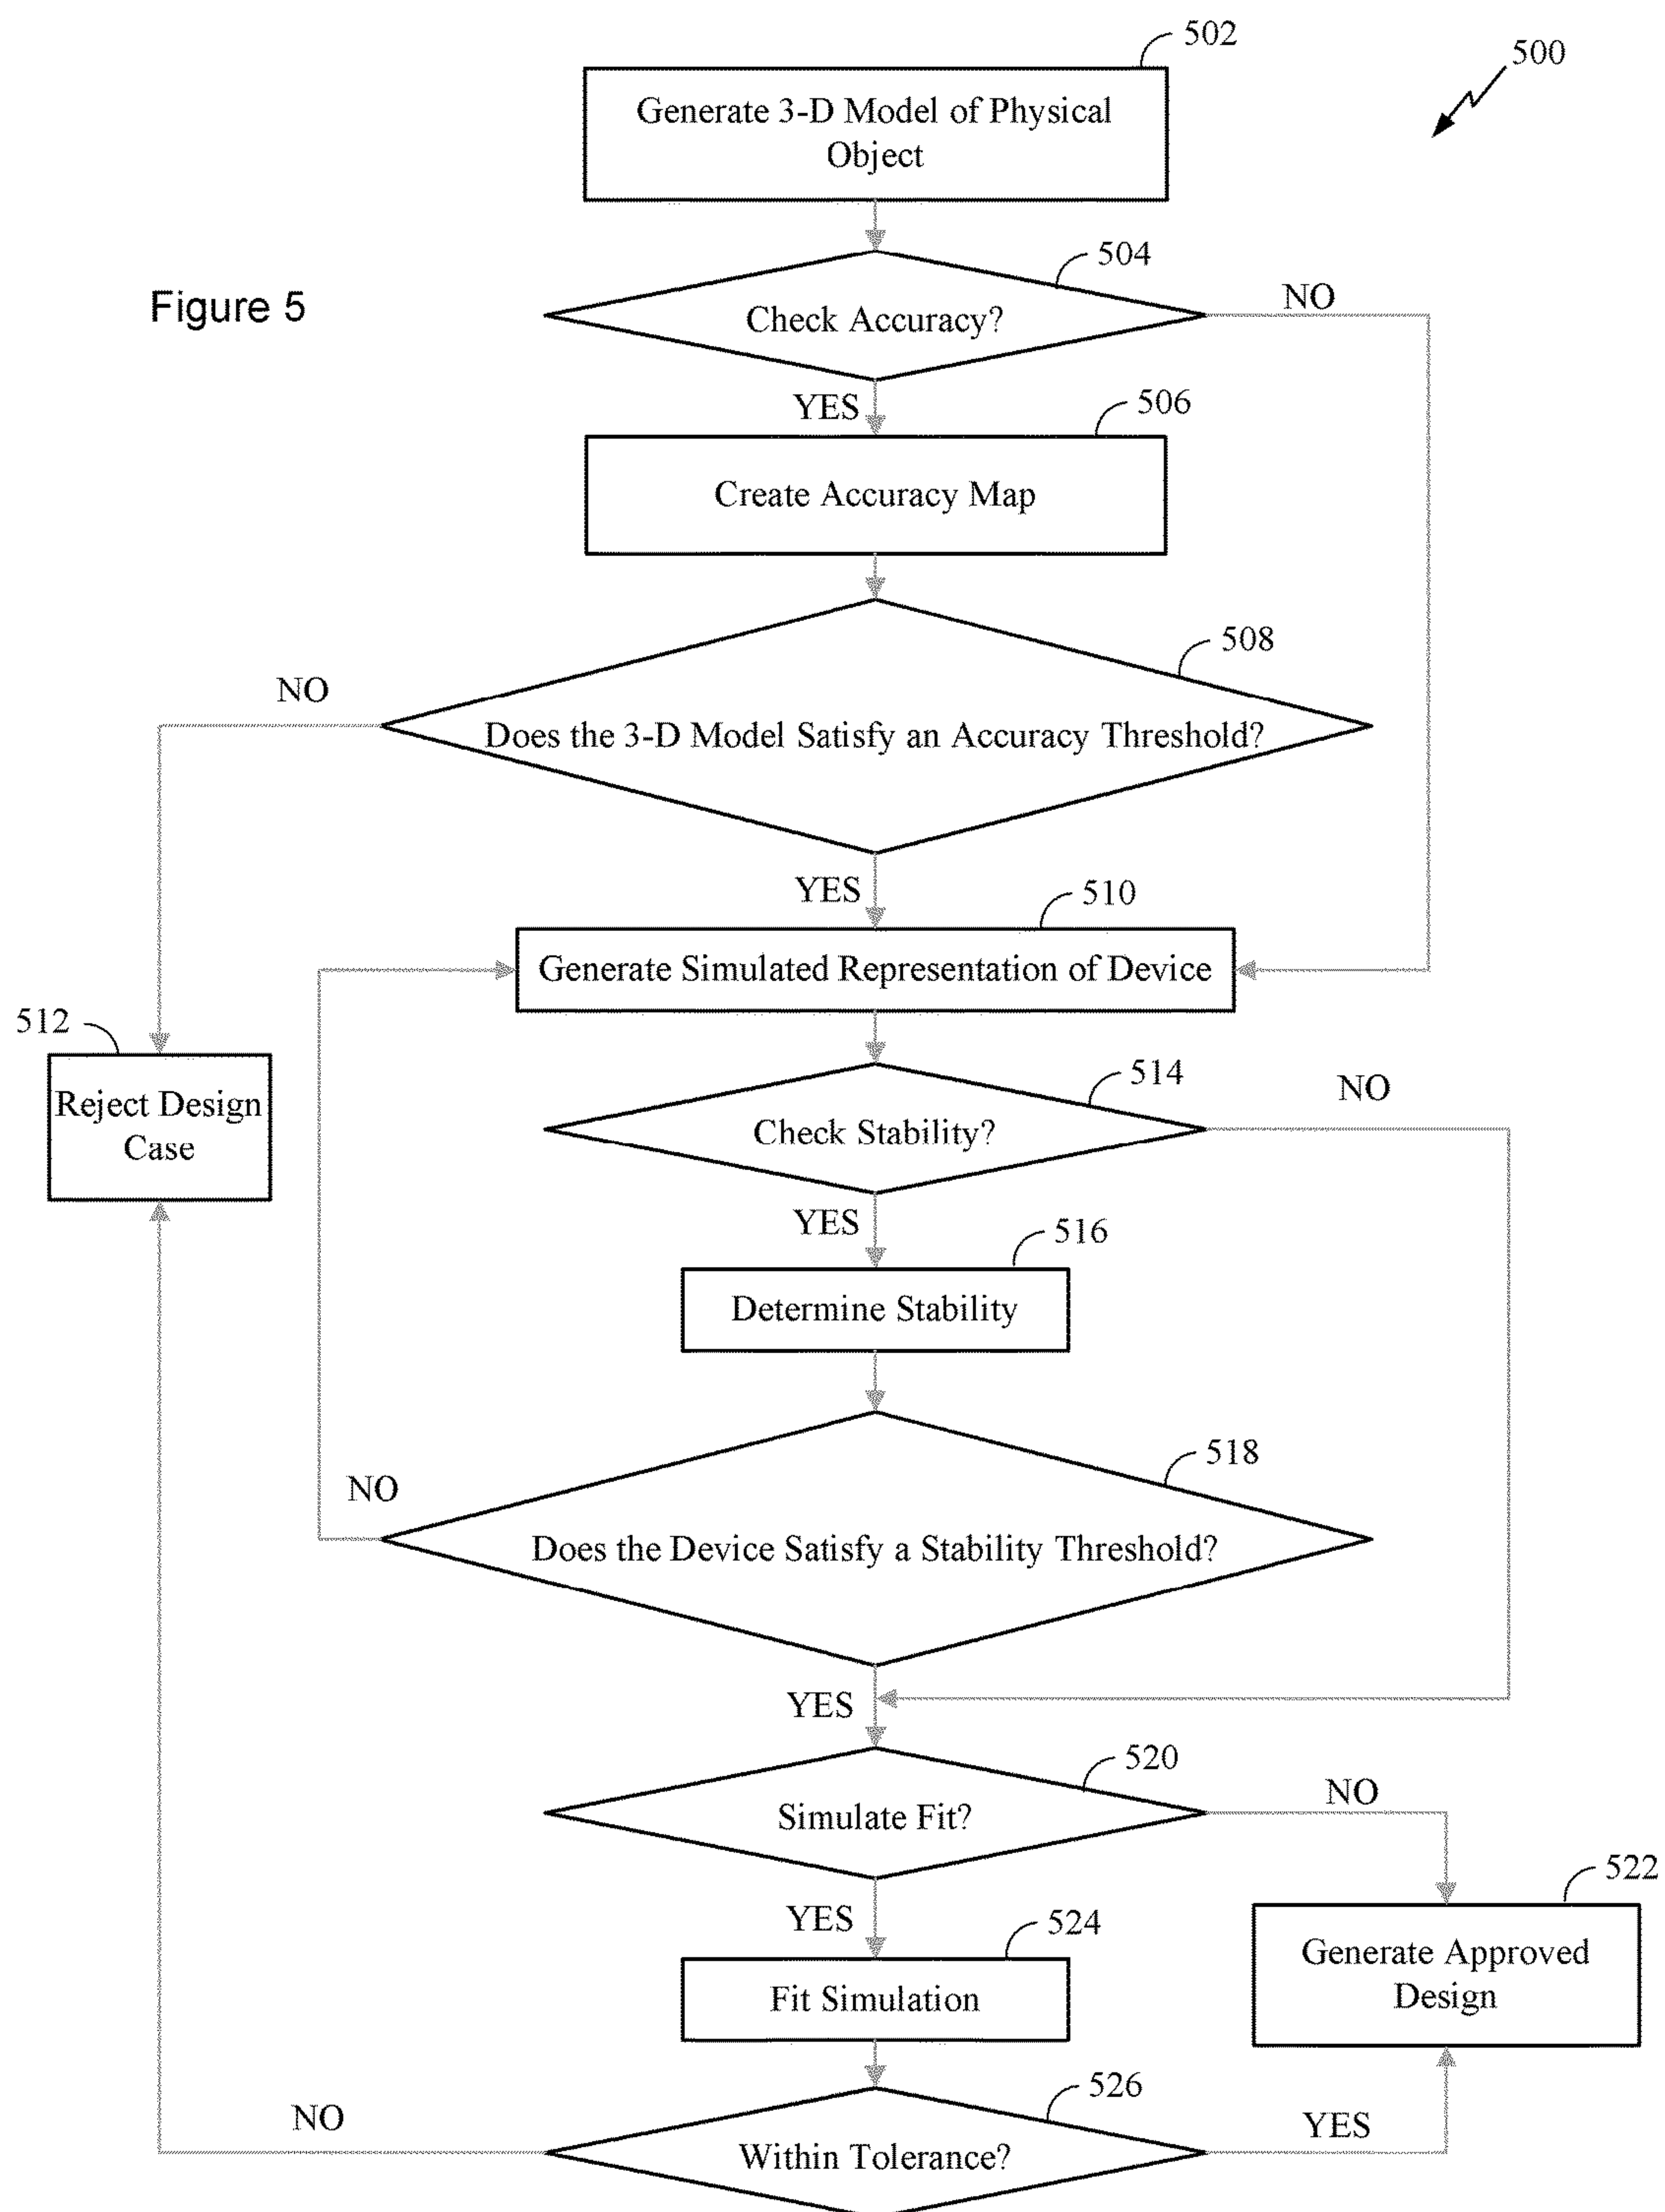 502
500
Generate 3-D Model of Physical
Object
504
Figure 5
NO
Check Accuracy?
YES
506
Create Accuracy Map
508
NO
Does the 3-D Model Satisfy an Accuracy Threshold?
YES
510
Generate Simulated Representation of Device
512
514
NO
Reject Design
Case
Check Stability?
YES
516
Determine Stability
518
NO
Does the Device Satisfy a Stability Threshold?
YES
520
NO
Simulate Fit?
522
YES
524
Generate Approved
Design
Fit Simulation
526
NO
YES
Within Tolerance?